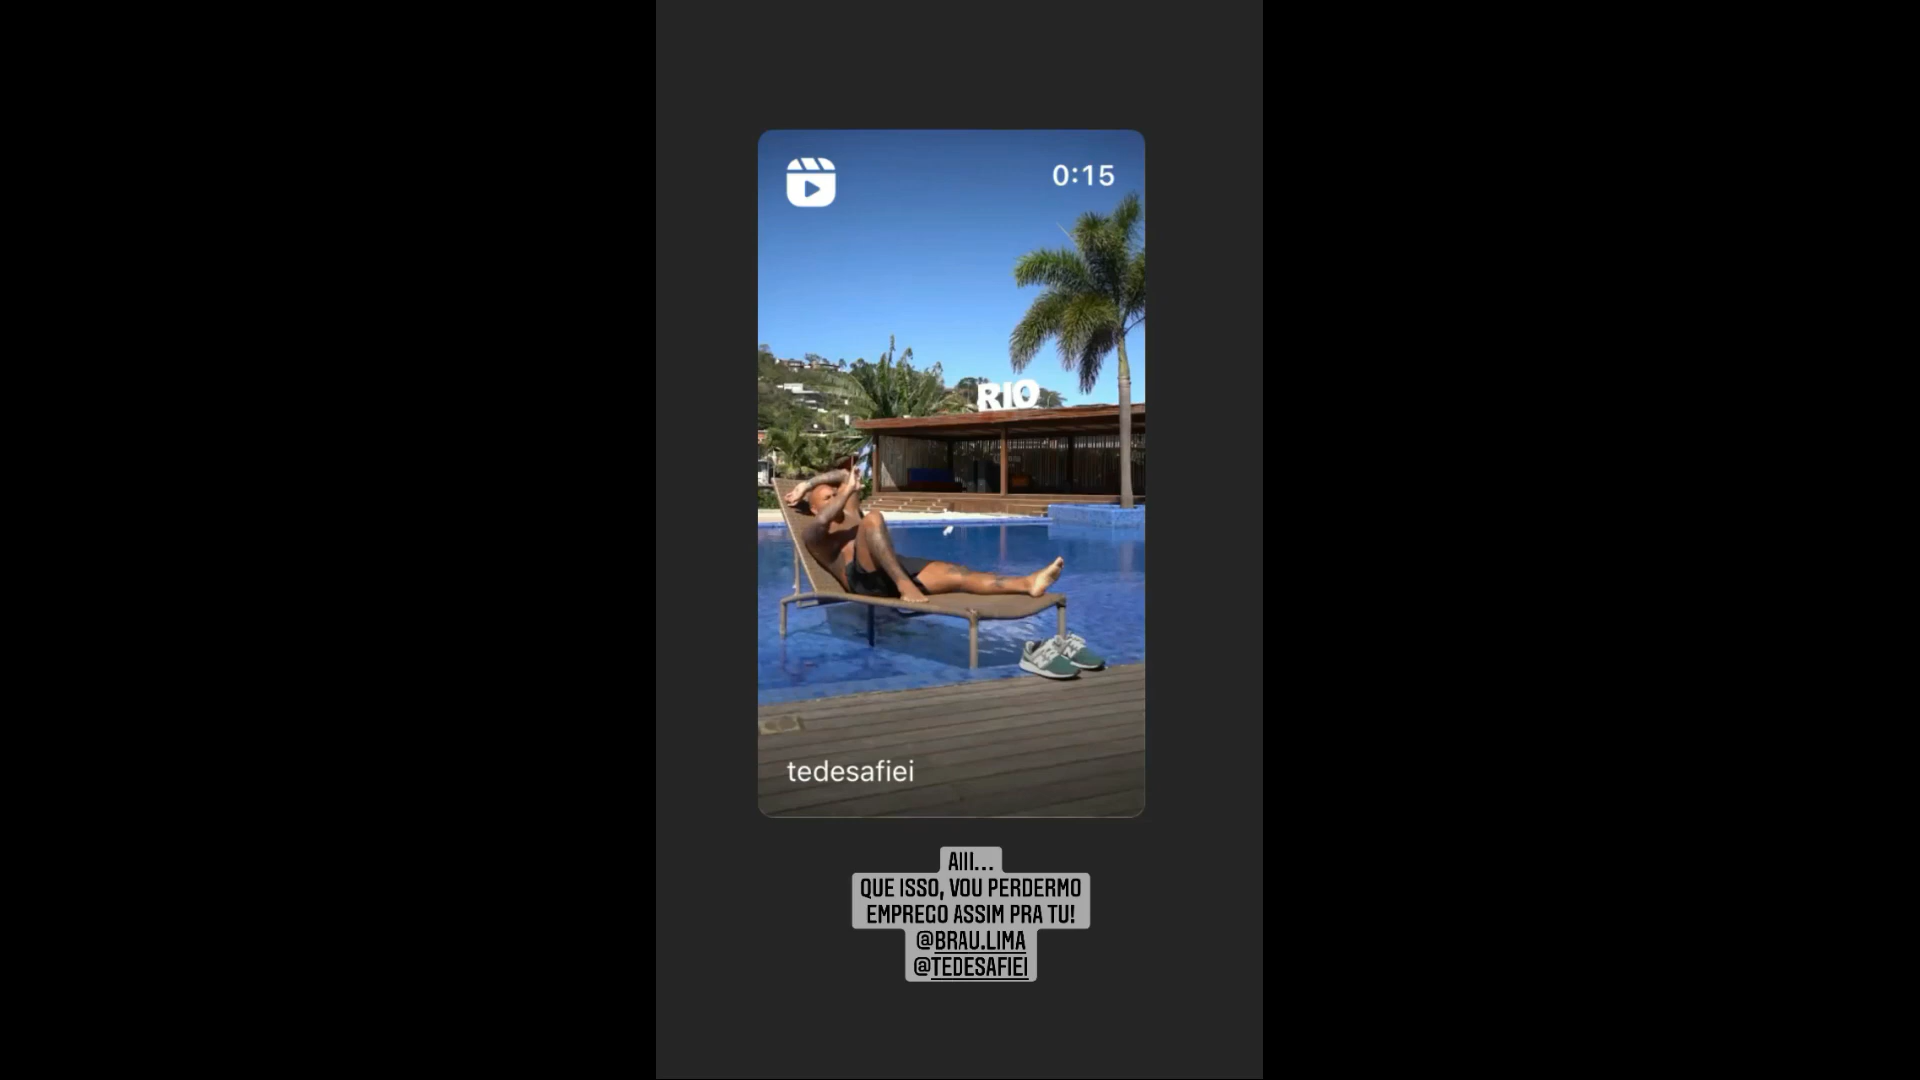 0:15
RIO
tedesafiei
AIII...
QUE ISSO, VOU PERDERMO
EMPREGO ASSIM PRA TU!
@BRAU.LIMA
@TEDESAFIEI